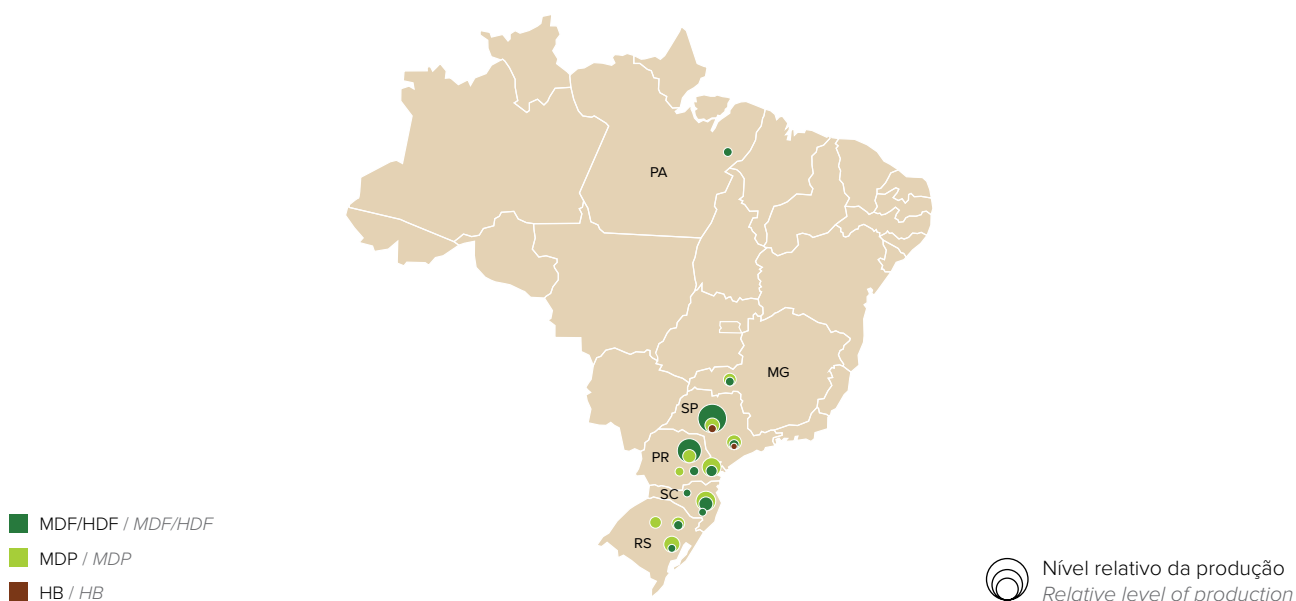 PA
MG
SP
PR
SC
RS
MDF/HDF / MDF/HDF
MDP / MDP
HB / HB
Nível relativo da produção
Relative level of production